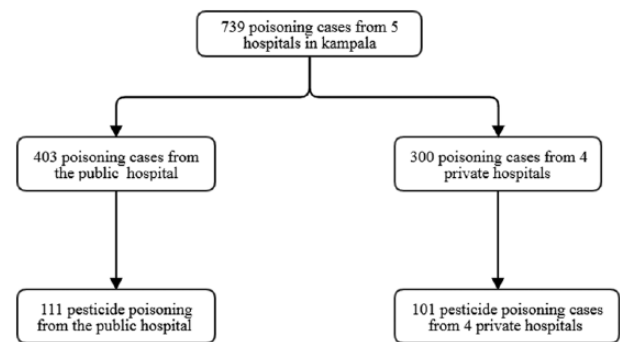 739 poisoning cases from 5
hospitals in kampala
403 poisoning cases from
the public hospital
300 poisoning cases from 4
private hospitals
111 pesticide poisoning
from the public hospital
101 pesticide poisoning cases
from 4 private hospitals